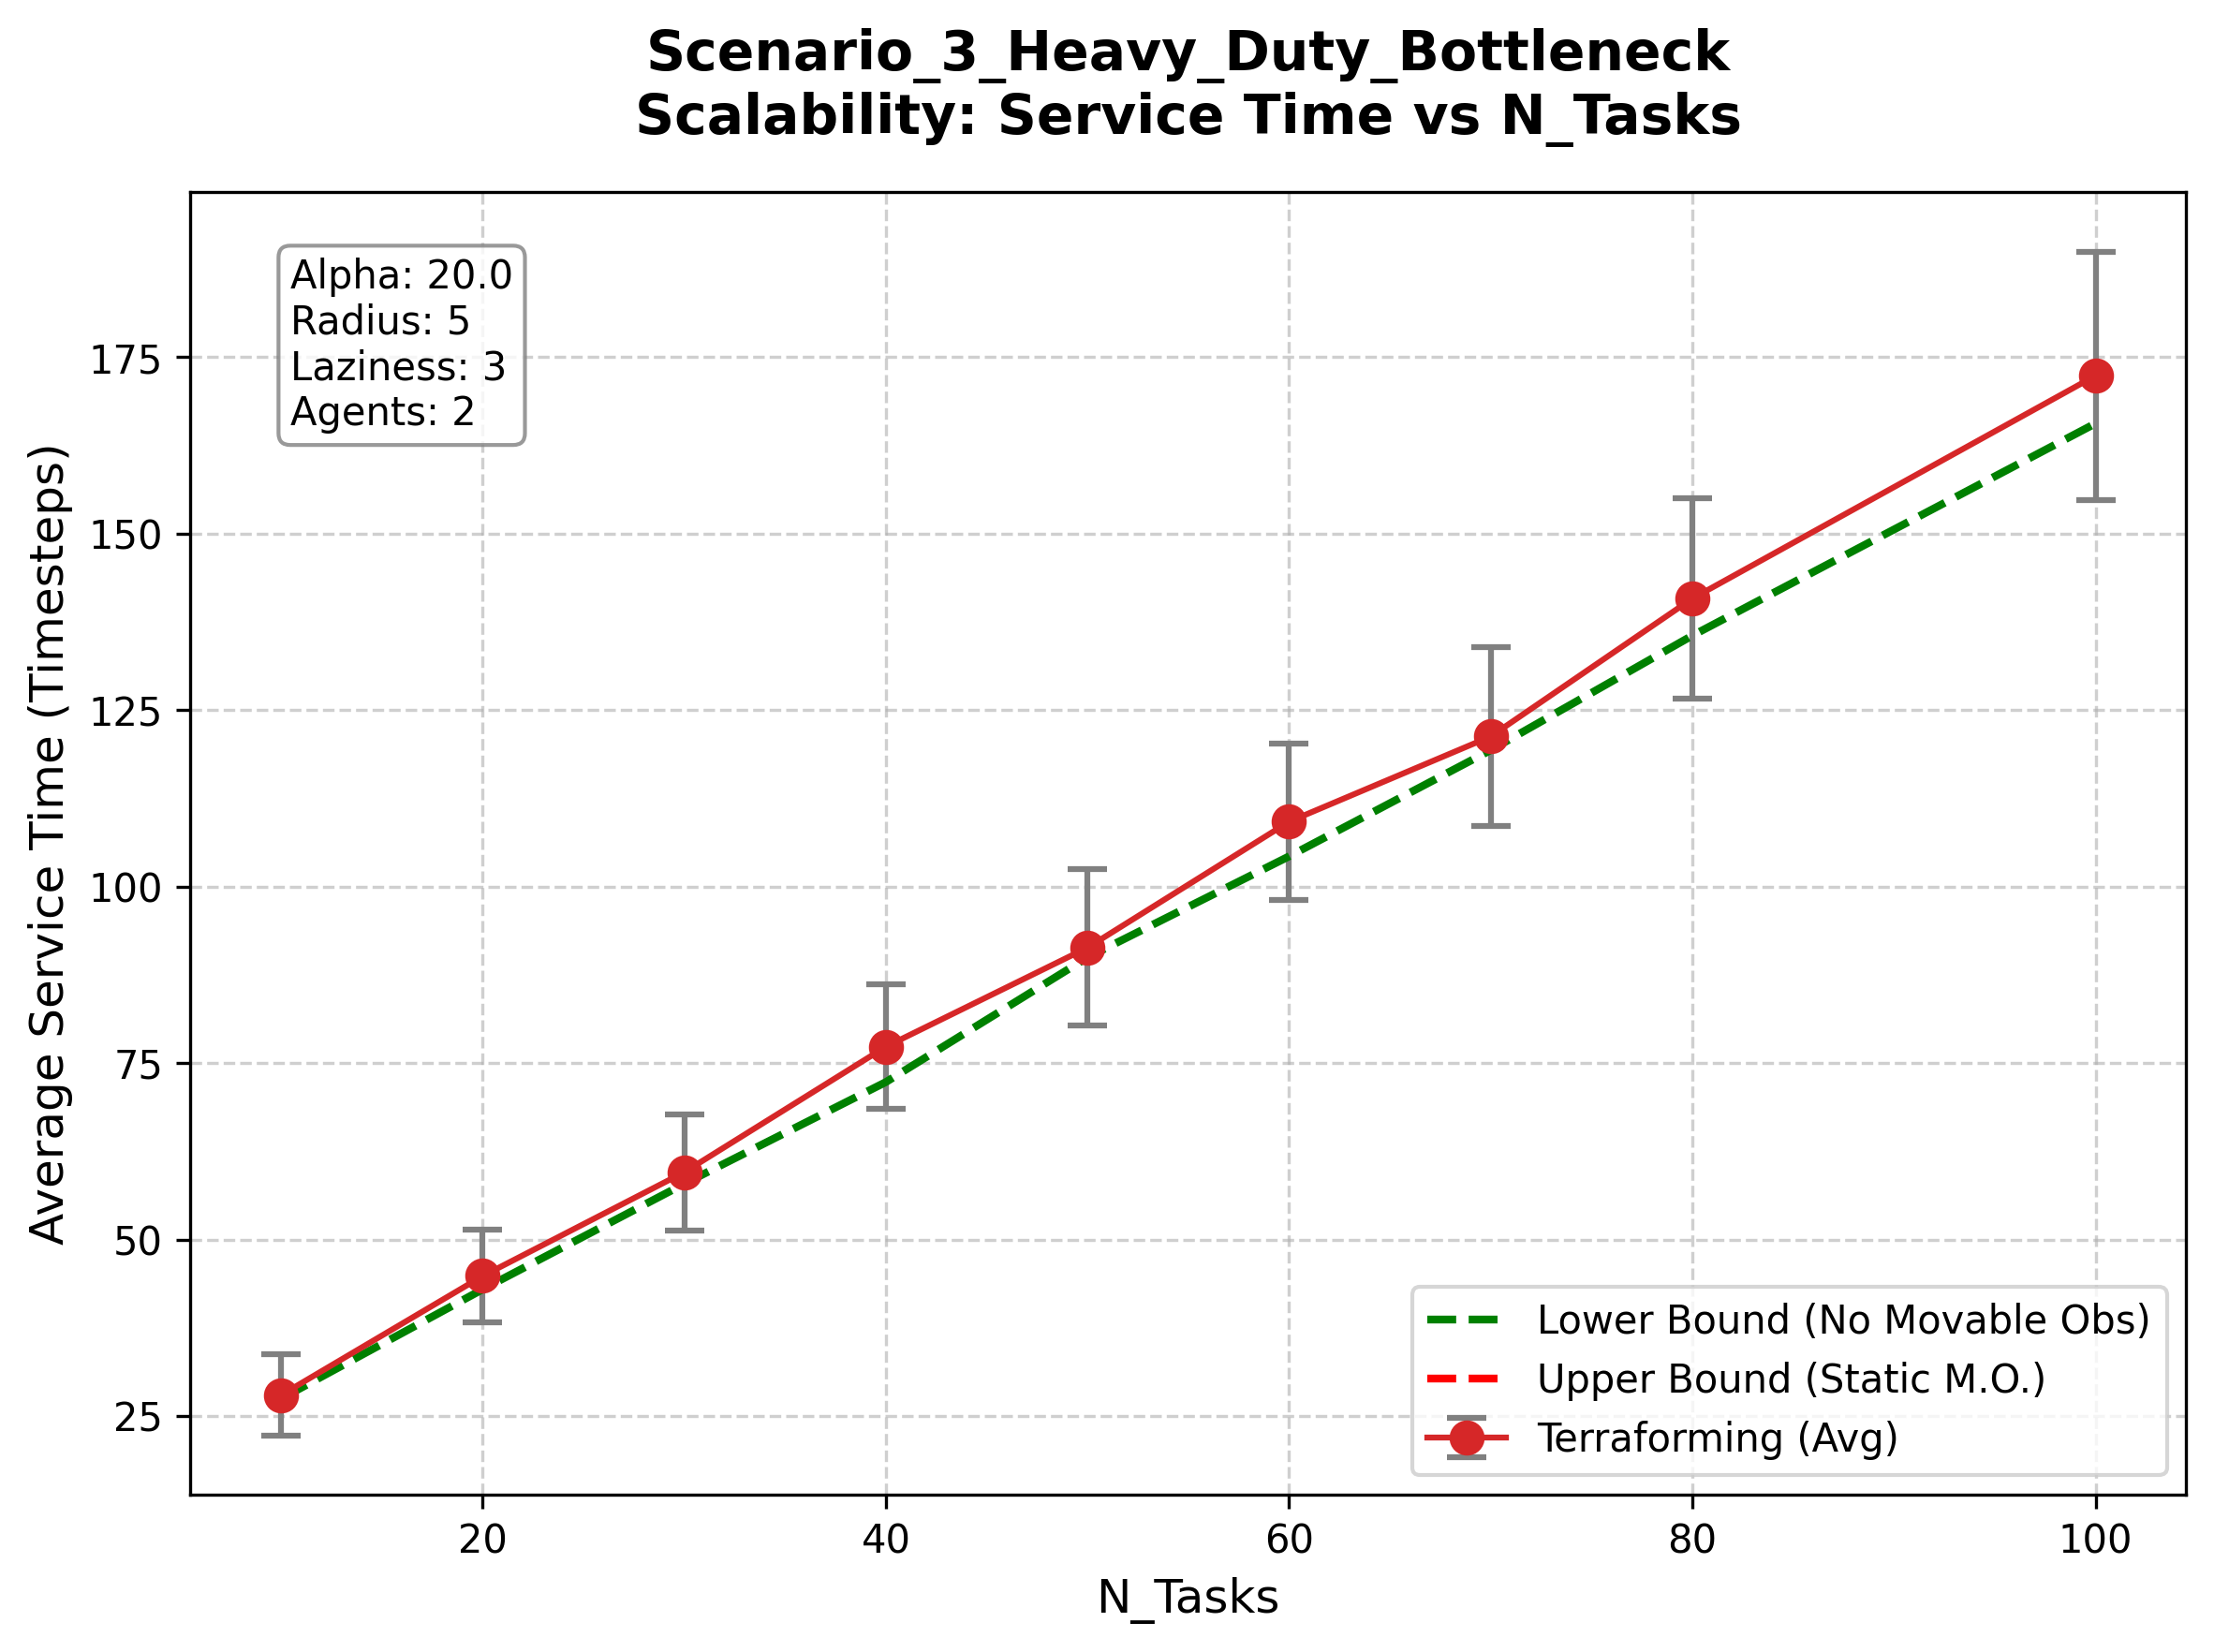 Scenario_3_Heavy_Duty_Bottleneck
Scalability: Service Time vs N_Tasks
Alpha: 20.0
Radius: 5
Laziness: 3
Agents: 2
Average Service Time (Timesteps)
175
150
125
100
75
50
25
Lower Bound (No Movable Obs)
Upper Bound (Static M.O.)
Terraforming (Avg)
20 40 60 80 100
N_Tasks